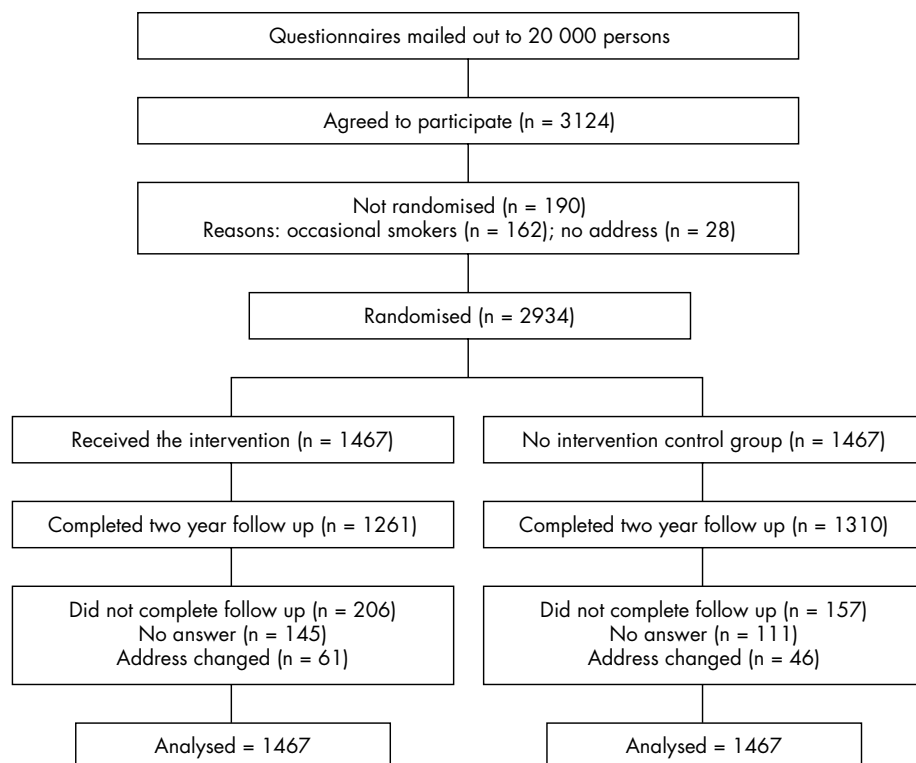 Questionnaires mailed out to 20 000 persons
Agreed to participate (n = 3124)
Not randomised (n = 190)
Reasons: occasional smokers (n = 162); no address (n = 28)
Randomised (n = 2934)
Received the intervention (n = 1467)
No intervention control group (n = 1467)
Completed two year follow up (n = 1261)
Completed two year follow up (n = 1310)
Did not complete follow up (n = 206)
No answer (n = 145)
Address changed (n = 61)
Did not complete follow up (n = 157)
No answer (n = 111)
Address changed (n = 46)
Analysed = 1467
Analysed = 1467